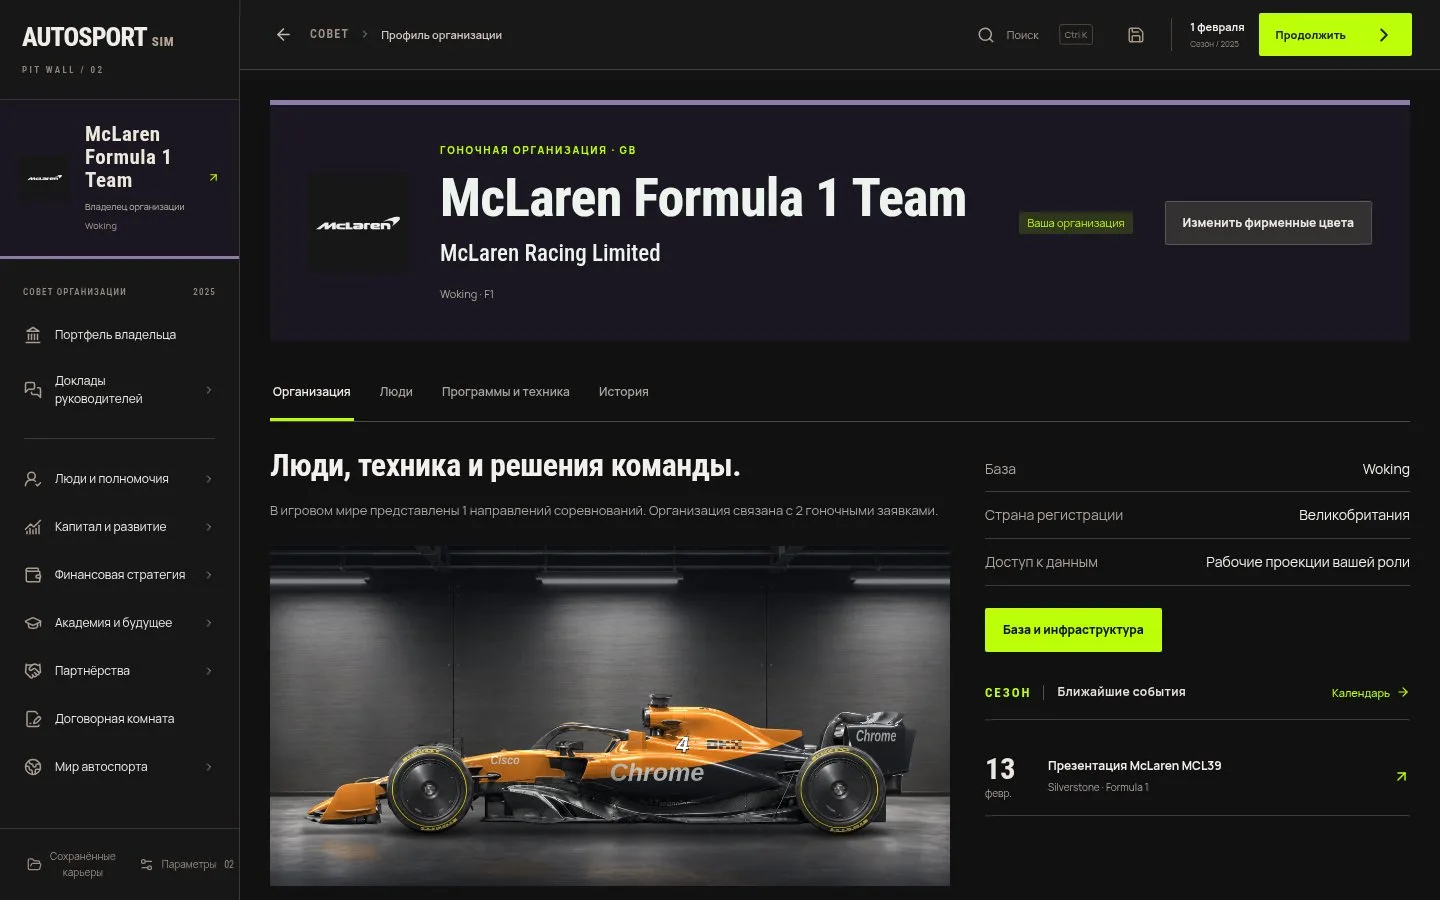 AUTOSPORT SIM
PIT WALL / 02
McLaren
Formula 1
Team
Владелец организации
Woking
McLaren
СОВЕТ ОРГАНИЗАЦИИ 2025
Портфель владельца
Доклады
руководителей
Люди и полномочия
Капитал и развитие
Финансовая стратегия
Академия и будущее
Партнёрства
Договорная комната
Мир автоспорта
Сохранённые
карьеры
Параметры 02
СОВЕТ
Профиль организации
Поиск
Ctrl K
1 февраля
Сезон / 2025
Продолжить
ГОНОЧНАЯ ОРГАНИЗАЦИЯ · GB
McLaren Formula 1 Team
McLaren Racing Limited
Woking · F1
McLaren
Ваша организация
Изменить фирменные цвета
Организация
Люди
Программы и техника
История
Люди, техника и решения команды.
В игровом мире представлены 1 направлений соревнований. Организация связана с 2 гоночными заявками.
Cisco
Chrome
4
Chrome
База Woking
Страна регистрации Великобритания
Доступ к данным Рабочие проекции вашей роли
База и инфраструктура
СЕЗОН
Ближайшие события
Календарь
13
февр.
Презентация McLaren MCL39
Silverstone · Formula 1